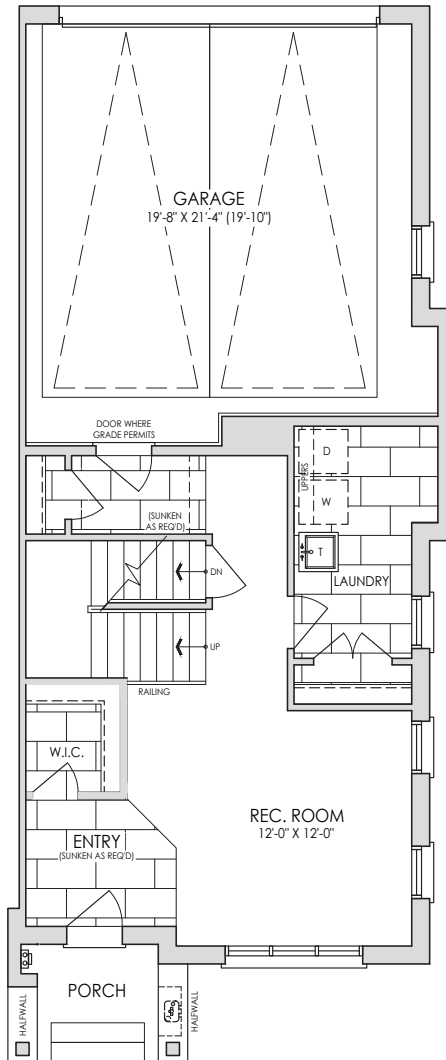 GARAGE
19'-8" X 21'-4" (19'-10")
DOOR WHERE
GRADE PERMITS
D
UPPERS
W
(SUNKEN
AS REQ'D)
T
DN
LAUNDRY
UP
RAILING
W.I.C.
REC. ROOM
12'-0" X 12'-0"
ENTRY
(SUNKEN AS REQ'D)
PORCH
HALFWALL
HALFWALL